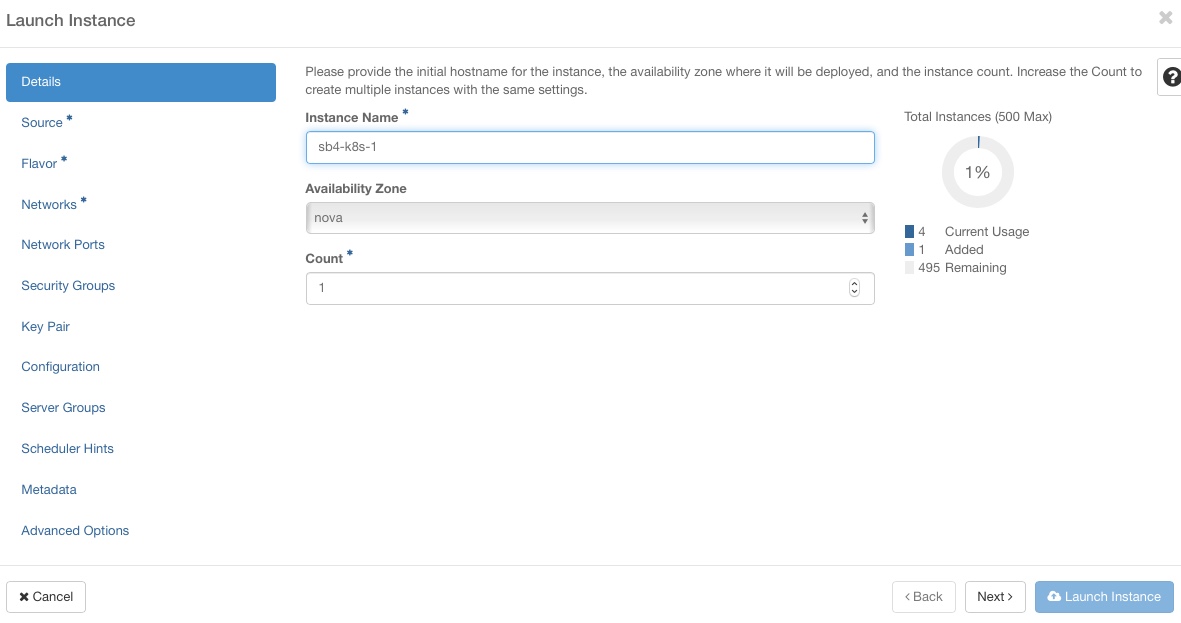 Launch Instance
Details
Source *
Flavor *
Networks *
Network Ports
Security Groups
Key Pair
Configuration
Server Groups
Scheduler Hints
Metadata
Advanced Options
Please provide the initial hostname for the instance, the availability zone where it will be deployed, and the instance count. Increase the Count to
create multiple instances with the same settings.
Instance Name *
sb4-k8s-1
Availability Zone
nova
Count *
1
Total Instances (500 Max)
1%
4 Current Usage
1 Added
495 Remaining
Cancel
‹ Back
Next ›
Launch Instance